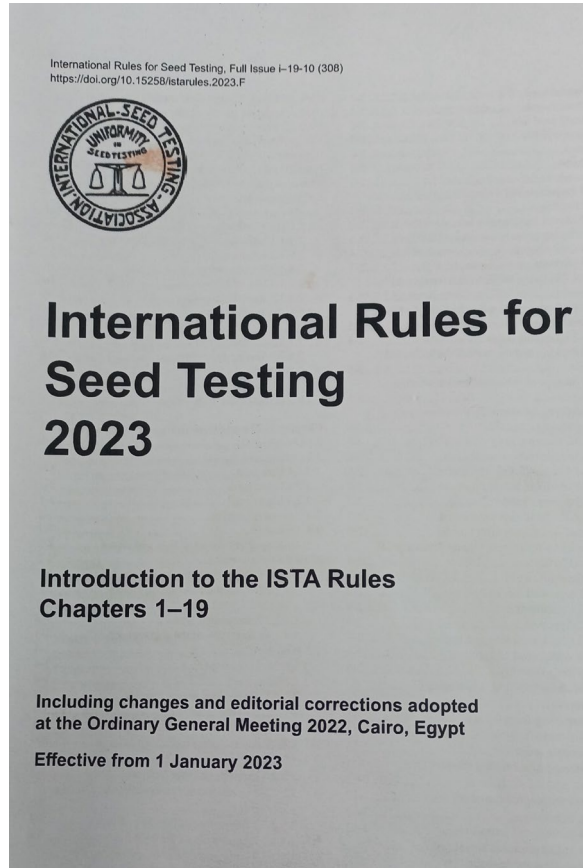 International Rules for Seed Testing, Full Issue i–19-10 (308)
https://doi.org/10.15258/istarules.2023.F
INTERNATIONAL-SEED TESTING-ASSOCIATION.
UNIFORMITY
IN
SEED TESTING
International Rules for
Seed Testing
2023
Introduction to the ISTA Rules
Chapters 1–19
Including changes and editorial corrections adopted
at the Ordinary General Meeting 2022, Cairo, Egypt
Effective from 1 January 2023